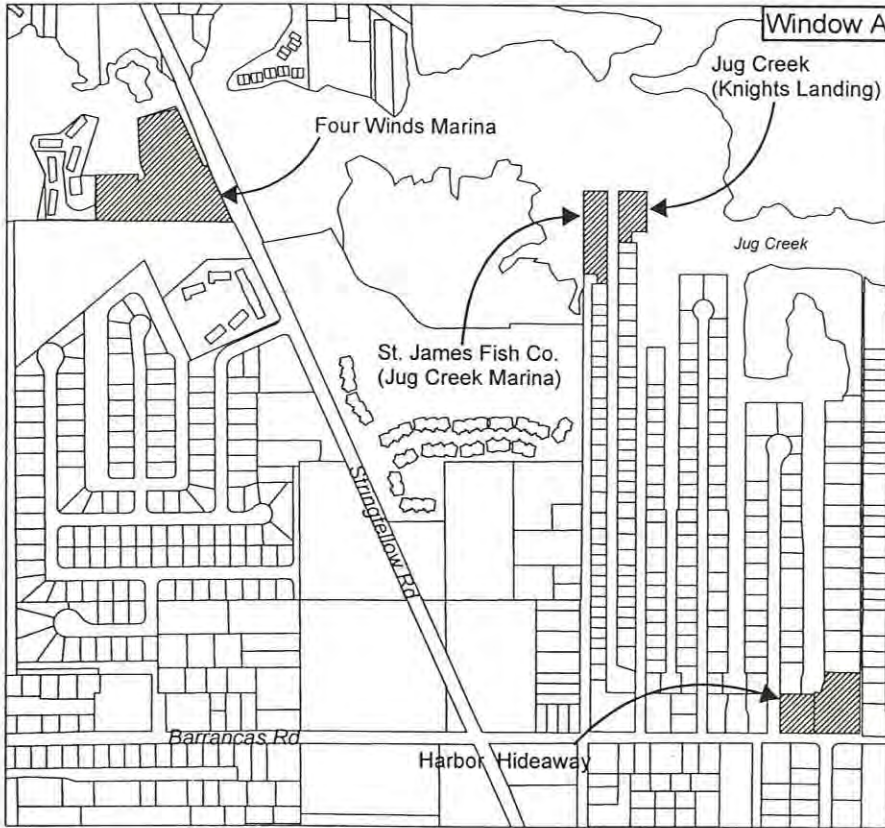 Window A
Jug Creek
(Knights Landing)
Four Winds Marina
Jug Creek
St. James Fish Co.
(Jug Creek Marina)
Stringfellow Rd
Barrancas Rd
Harbor Hideaway